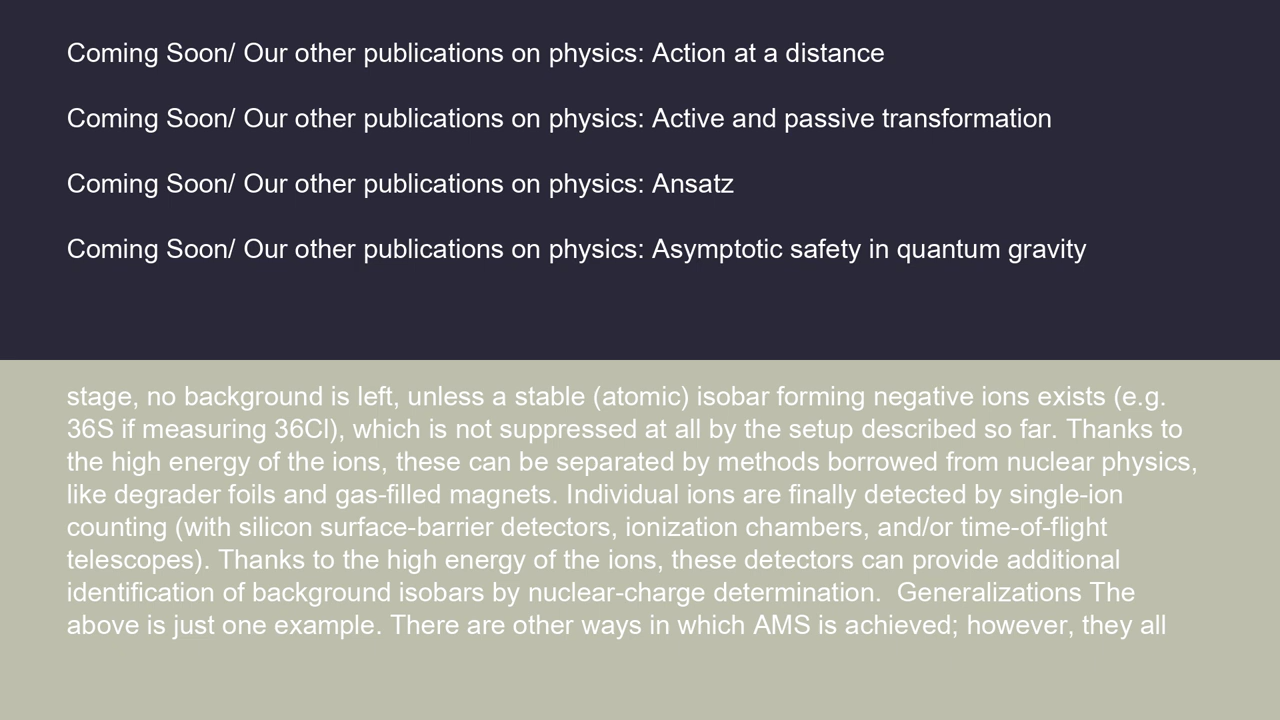 Coming Soon/ Our other publications on physics: Action at a distance
Coming Soon/ Our other publications on physics: Active and passive transformation
Coming Soon/ Our other publications on physics: Ansatz
Coming Soon/ Our other publications on physics: Asymptotic safety in quantum gravity
stage, no background is left, unless a stable (atomic) isobar forming negative ions exists (e.g.
36S if measuring 36Cl), which is not suppressed at all by the setup described so far. Thanks to
the high energy of the ions, these can be separated by methods borrowed from nuclear physics,
like degrader foils and gas-filled magnets. Individual ions are finally detected by single-ion
counting (with silicon surface-barrier detectors, ionization chambers, and/or time-of-flight
telescopes). Thanks to the high energy of the ions, these detectors can provide additional
identification of background isobars by nuclear-charge determination.  Generalizations The
above is just one example. There are other ways in which AMS is achieved; however, they all